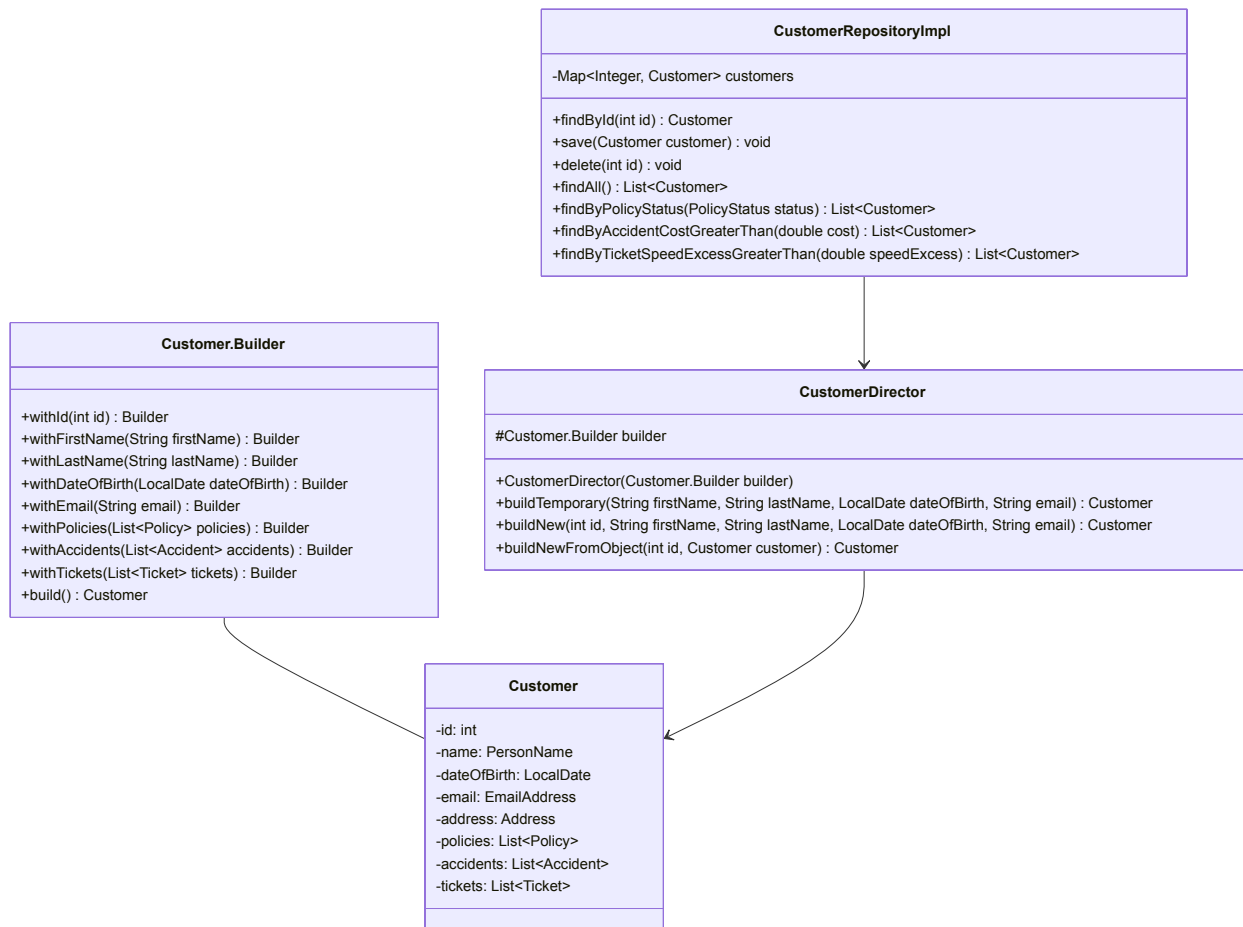 CustomerRepositoryImpl
-Map<Integer, Customer> customers
+findById(int id) : Customer
+save(Customer customer) : void
+delete(int id) : void
+findAll() : List<Customer>
+findByPolicyStatus(PolicyStatus status) : List<Customer>
+findByAccidentCostGreaterThan(double cost) : List<Customer>
+findByTicketSpeedExcessGreaterThan(double speedExcess) : List<Customer>
Customer.Builder
+withId(int id) : Builder
+withFirstName(String firstName) : Builder
+withLastName(String lastName) : Builder
+withDateOfBirth(LocalDate dateOfBirth) : Builder
+withEmail(String email) : Builder
+withPolicies(List<Policy> policies) : Builder
+withAccidents(List<Accident> accidents) : Builder
+withTickets(List<Ticket> tickets) : Builder
+build() : Customer
CustomerDirector
#Customer.Builder builder
+CustomerDirector(Customer.Builder builder)
+buildTemporary(String firstName, String lastName, LocalDate dateOfBirth, String email) : Customer
+buildNew(int id, String firstName, String lastName, LocalDate dateOfBirth, String email) : Customer
+buildNewFromObject(int id, Customer customer) : Customer
Customer
-id: int
-name: PersonName
-dateOfBirth: LocalDate
-email: EmailAddress
-address: Address
-policies: List<Policy>
-accidents: List<Accident>
-tickets: List<Ticket>